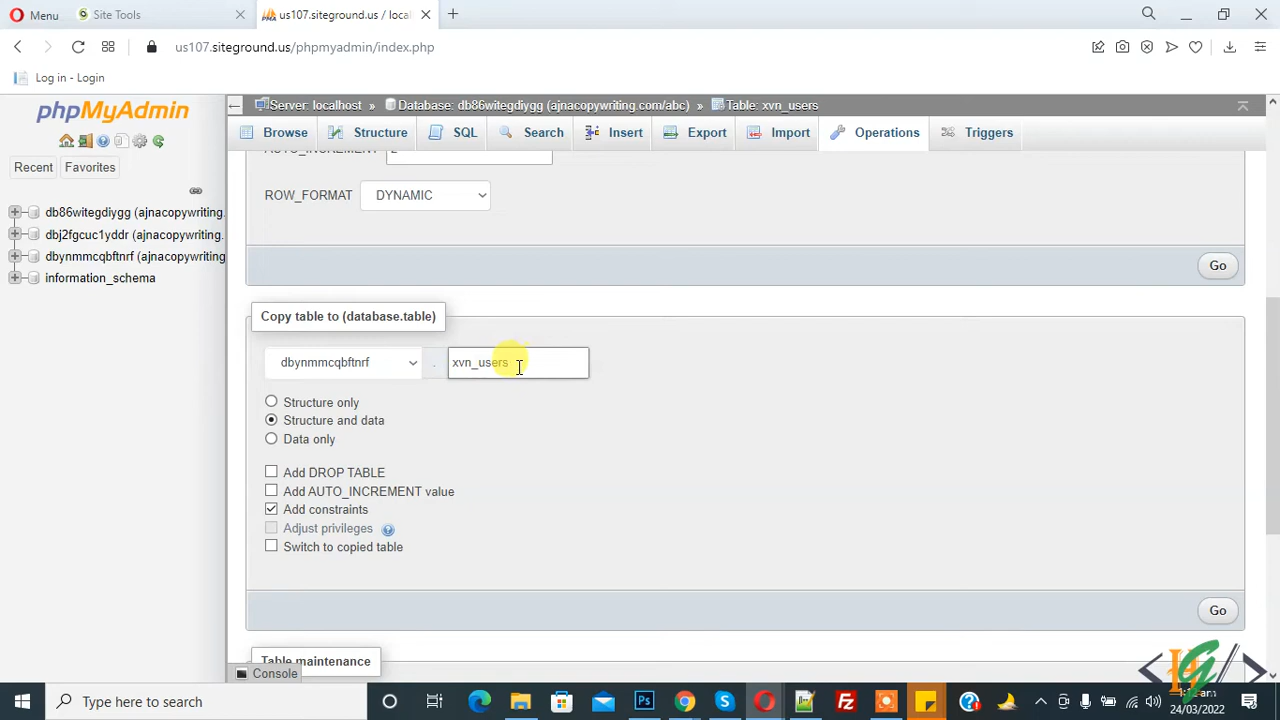 Menu
Site Tools
us107.siteground.us / local
us107.siteground.us/phpmyadmin/index.php
Log in - Login
phpMyAdmin
Recent
Favorites
db86witegdiygg (ajnacopywriting.
dbj2fgcuc1yddr (ajnacopywriting.
dbynmmcqbftnrf (ajnacopywriting
information_schema
Server: localhost » Database: db86witegdiygg (ajnacopywriting.com/abc) » Table: xvn_users
Browse Structure SQL Search Insert Export Import Operations Triggers
AUTO_INCREMENT 2
ROW_FORMAT DYNAMIC
Go
Copy table to (database.table)
dbynmmcqbftnrf . xvn_users
Structure only
Structure and data
Data only
Add DROP TABLE
Add AUTO_INCREMENT value
Add constraints
Adjust privileges
Switch to copied table
Go
Table maintenance
Console
Type here to search
24/03/2022